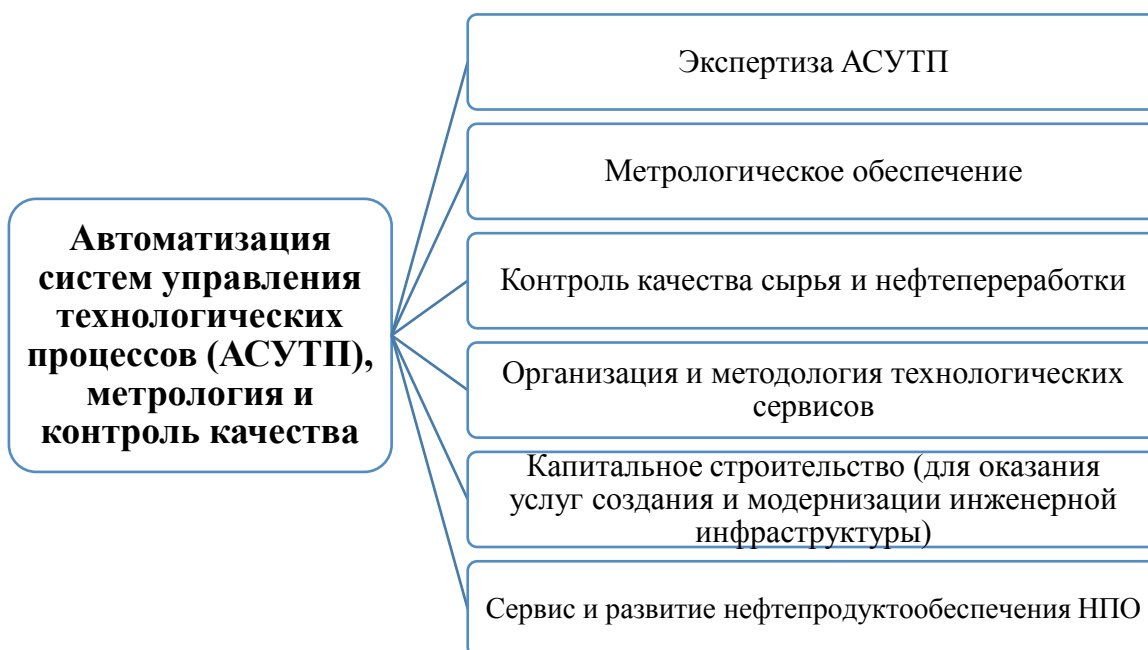 Автоматизация
систем управления
технологических
процессов (АСУТП),
метрология и
контроль качества
Экспертиза АСУТП
Метрологическое обеспечение
Контроль качества сырья и нефтепереработки
Организация и методология технологических
сервисов
Капитальное строительство (для оказания
услуг создания и модернизации инженерной
инфраструктуры)
Сервис и развитие нефтепродуктообеспечения НПО